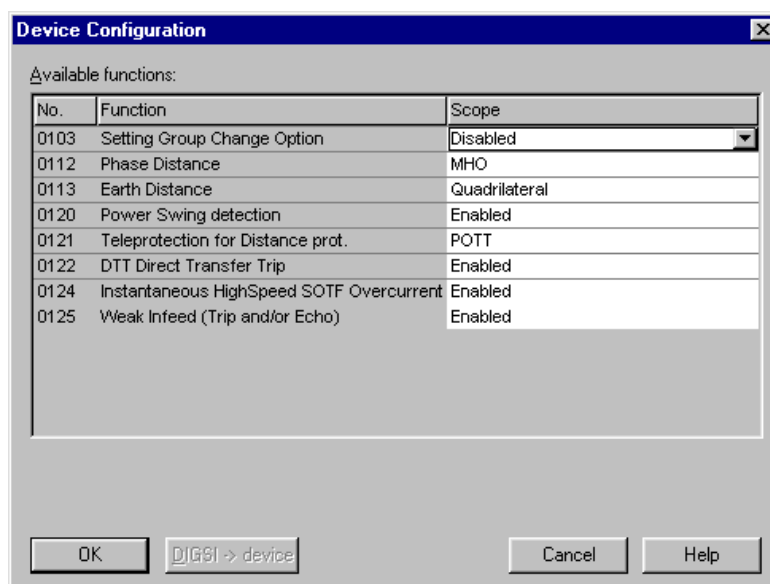 Device Configuration
Available functions:
No. Function Scope
0103 Setting Group Change Option Disabled
0112 Phase Distance MHO
0113 Earth Distance Quadrilateral
0120 Power Swing detection Enabled
0121 Teleprotection for Distance prot. POTT
0122 DTT Direct Transfer Trip Enabled
0124 Instantaneous HighSpeed SOTF Overcurrent Enabled
0125 Weak Infeed (Trip and/or Echo) Enabled
OK DIGSI -> device Cancel Help